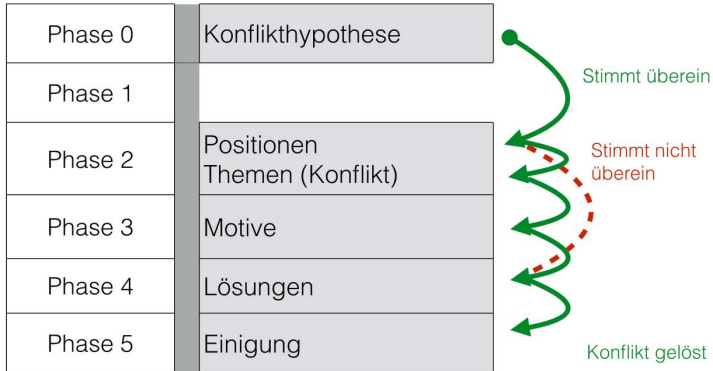 Phase 0
Konflikthypothese
Stimmt überein
Phase 1
Phase 2
Positionen
Themen (Konflikt)
Stimmt nicht
überein
Phase 3
Motive
Phase 4
Lösungen
Phase 5
Einigung
Konflikt gelöst